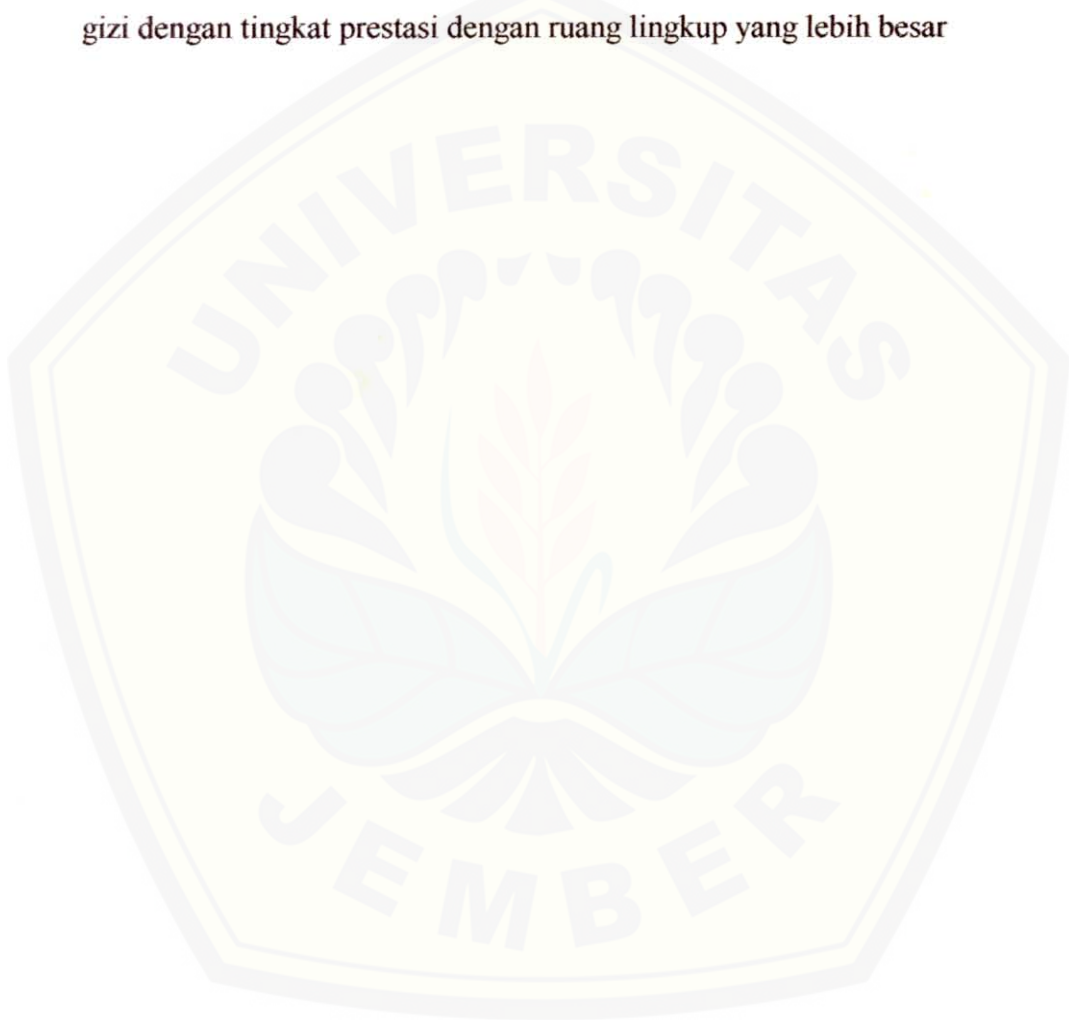 gizi dengan tingkat prestasi dengan ruang lingkup yang lebih besar
UNIVERSITAS
JEMBER